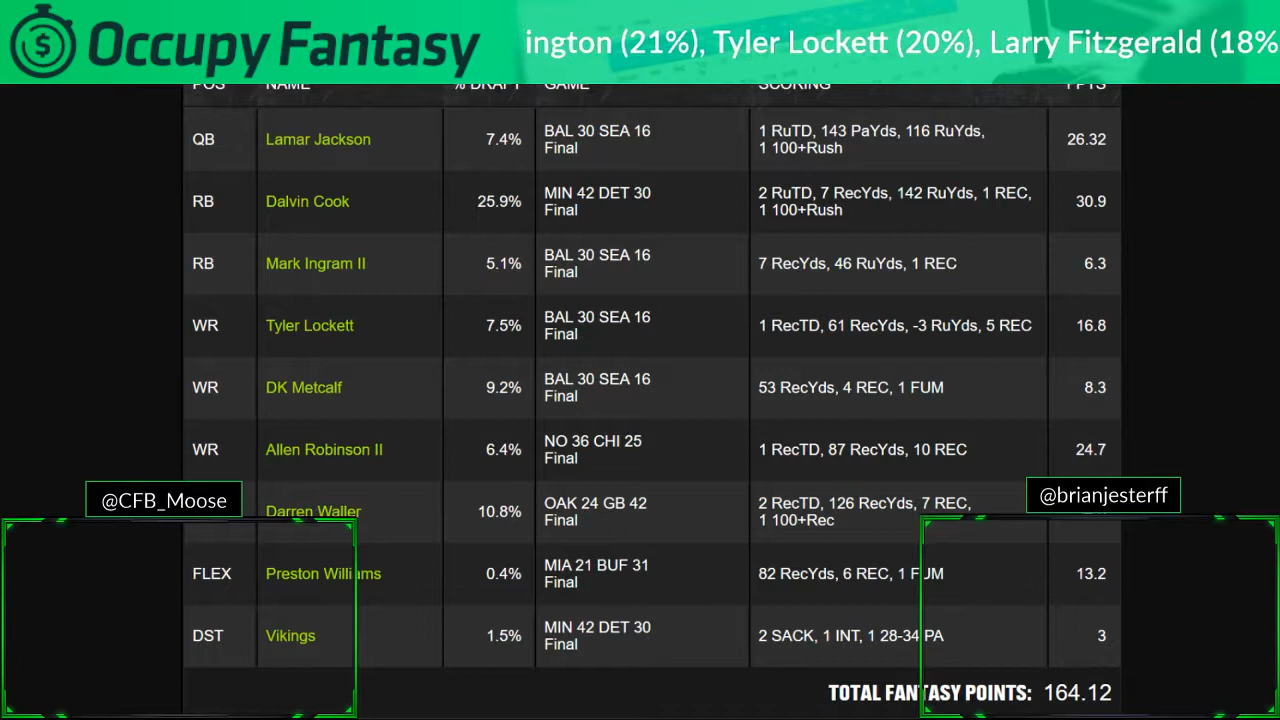 Occupy Fantasy
ington (21%), Tyler Lockett (20%), Larry Fitzgerald (18%
POS NAME % DRAFT GAME SCORING FPTS
QB Lamar Jackson 7.4% BAL 30 SEA 16 1 RuTD, 143 PaYds, 116 RuYds, 26.32
Final 1 100+Rush
RB Dalvin Cook 25.9% MIN 42 DET 30 2 RuTD, 7 RecYds, 142 RuYds, 1 REC, 30.9
Final 1 100+Rush
RB Mark Ingram II 5.1% BAL 30 SEA 16 7 RecYds, 46 RuYds, 1 REC 6.3
Final
WR Tyler Lockett 7.5% BAL 30 SEA 16 1 RecTD, 61 RecYds, -3 RuYds, 5 REC 16.8
Final
WR DK Metcalf 9.2% BAL 30 SEA 16 53 RecYds, 4 REC, 1 FUM 8.3
Final
WR Allen Robinson II 6.4% NO 36 CHI 25 1 RecTD, 87 RecYds, 10 REC 24.7
Final
@CFB_Moose @brianjesterff
Darren Waller 10.8% OAK 24 GB 42 2 RecTD, 126 RecYds, 7 REC,
Final 1 100+Rec
FLEX Preston Williams 0.4% MIA 21 BUF 31 82 RecYds, 6 REC, 1 FUM 13.2
Final
DST Vikings 1.5% MIN 42 DET 30 2 SACK, 1 INT, 1 28-34 PA 3
Final
TOTAL FANTASY POINTS: 164.12